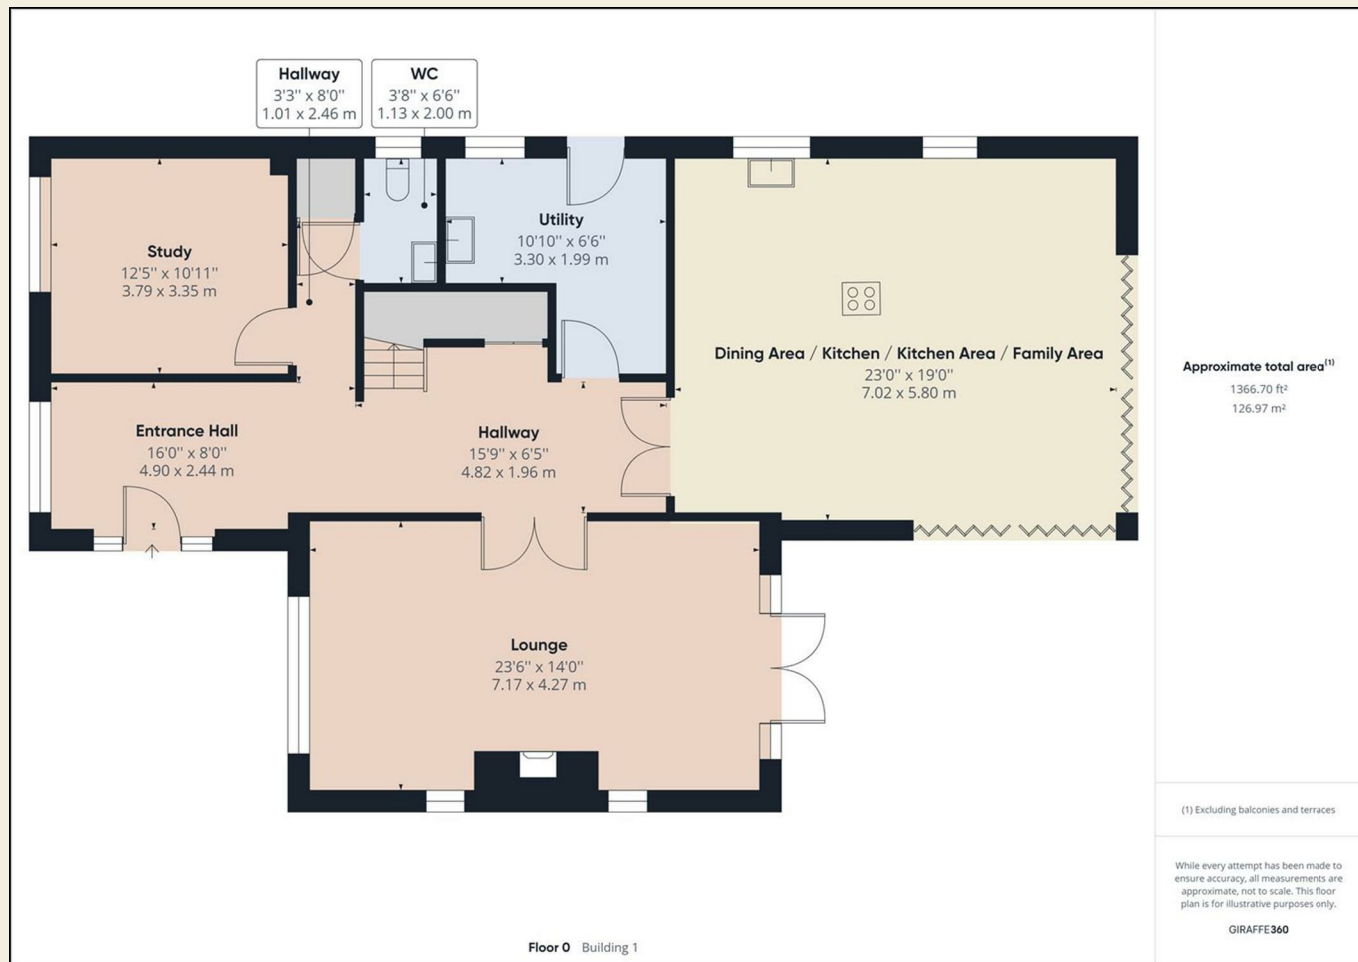 Hallway
3'3'' x 8'0''
1.01 x 2.46 m
WC
3'8'' x 6'6''
1.13 x 2.00 m
Study
12'5'' x 10'11''
3.79 x 3.35 m
Utility
10'10'' x 6'6''
3.30 x 1.99 m
Dining Area / Kitchen / Kitchen Area / Family Area
23'0'' x 19'0''
7.02 x 5.80 m
Entrance Hall
16'0'' x 8'0''
4.90 x 2.44 m
Hallway
15'9'' x 6'5''
4.82 x 1.96 m
Lounge
23'6'' x 14'0''
7.17 x 4.27 m
Floor 0 Building 1
Approximate total area(1)
1366.70 ft²
126.97 m²
(1) Excluding balconies and terraces
While every attempt has been made to
ensure accuracy, all measurements are
approximate, not to scale. This floor
plan is for illustrative purposes only.
GIRAFFE360